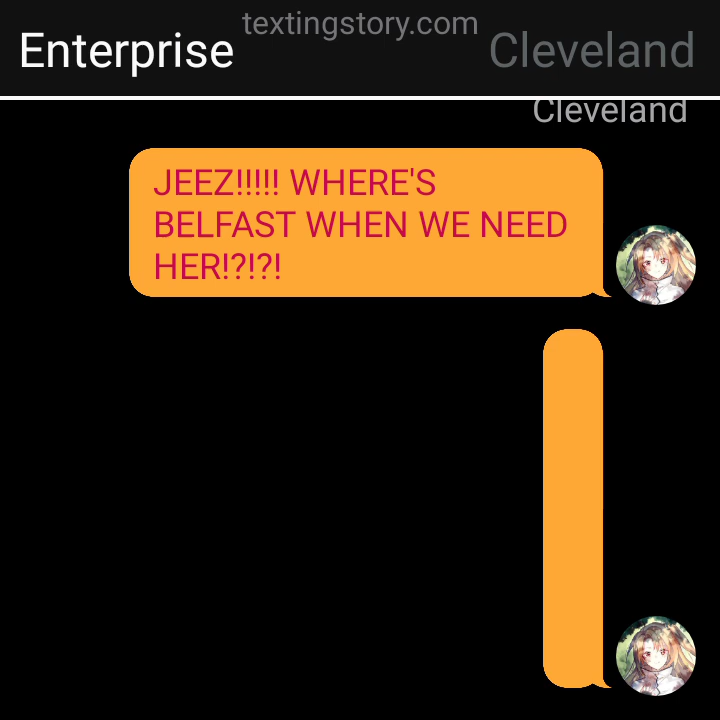 textingstory.com
Enterprise
Cleveland
Cleveland
JEEZ!!!!! WHERE'S
BELFAST WHEN WE NEED
HER!?!?!